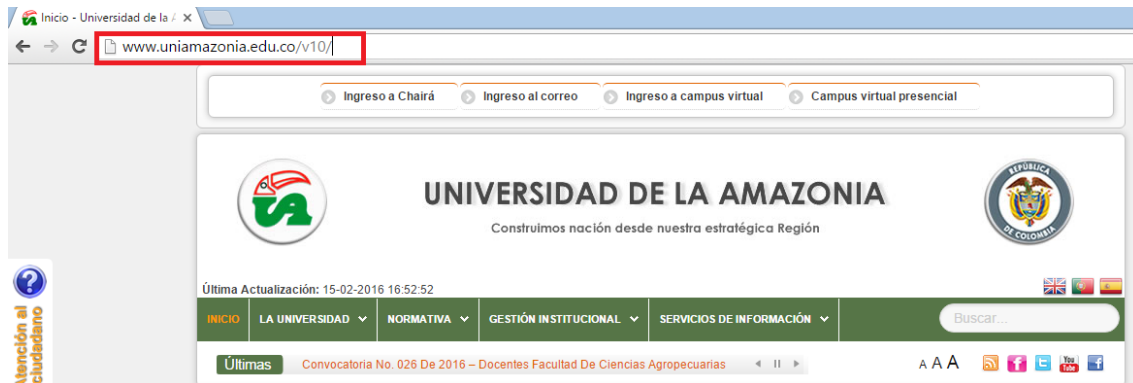 Inicio - Universidad de la A
www.uniamazonia.edu.co/v10/
Ingreso a Chairá Ingreso al correo Ingreso a campus virtual Campus virtual presencial
UNIVERSIDAD DE LA AMAZONIA
Construimos nación desde nuestra estratégica Región
REPÚBLICA
DE COLOMBIA
Última Actualización: 15-02-2016 16:52:52
INICIO LA UNIVERSIDAD NORMATIVA GESTIÓN INSTITUCIONAL SERVICIOS DE INFORMACIÓN Buscar...
Últimas Convocatoria No. 026 De 2016 – Docentes Facultad De Ciencias Agropecuarias A A A
You
Tube
Atención al
ciudadano